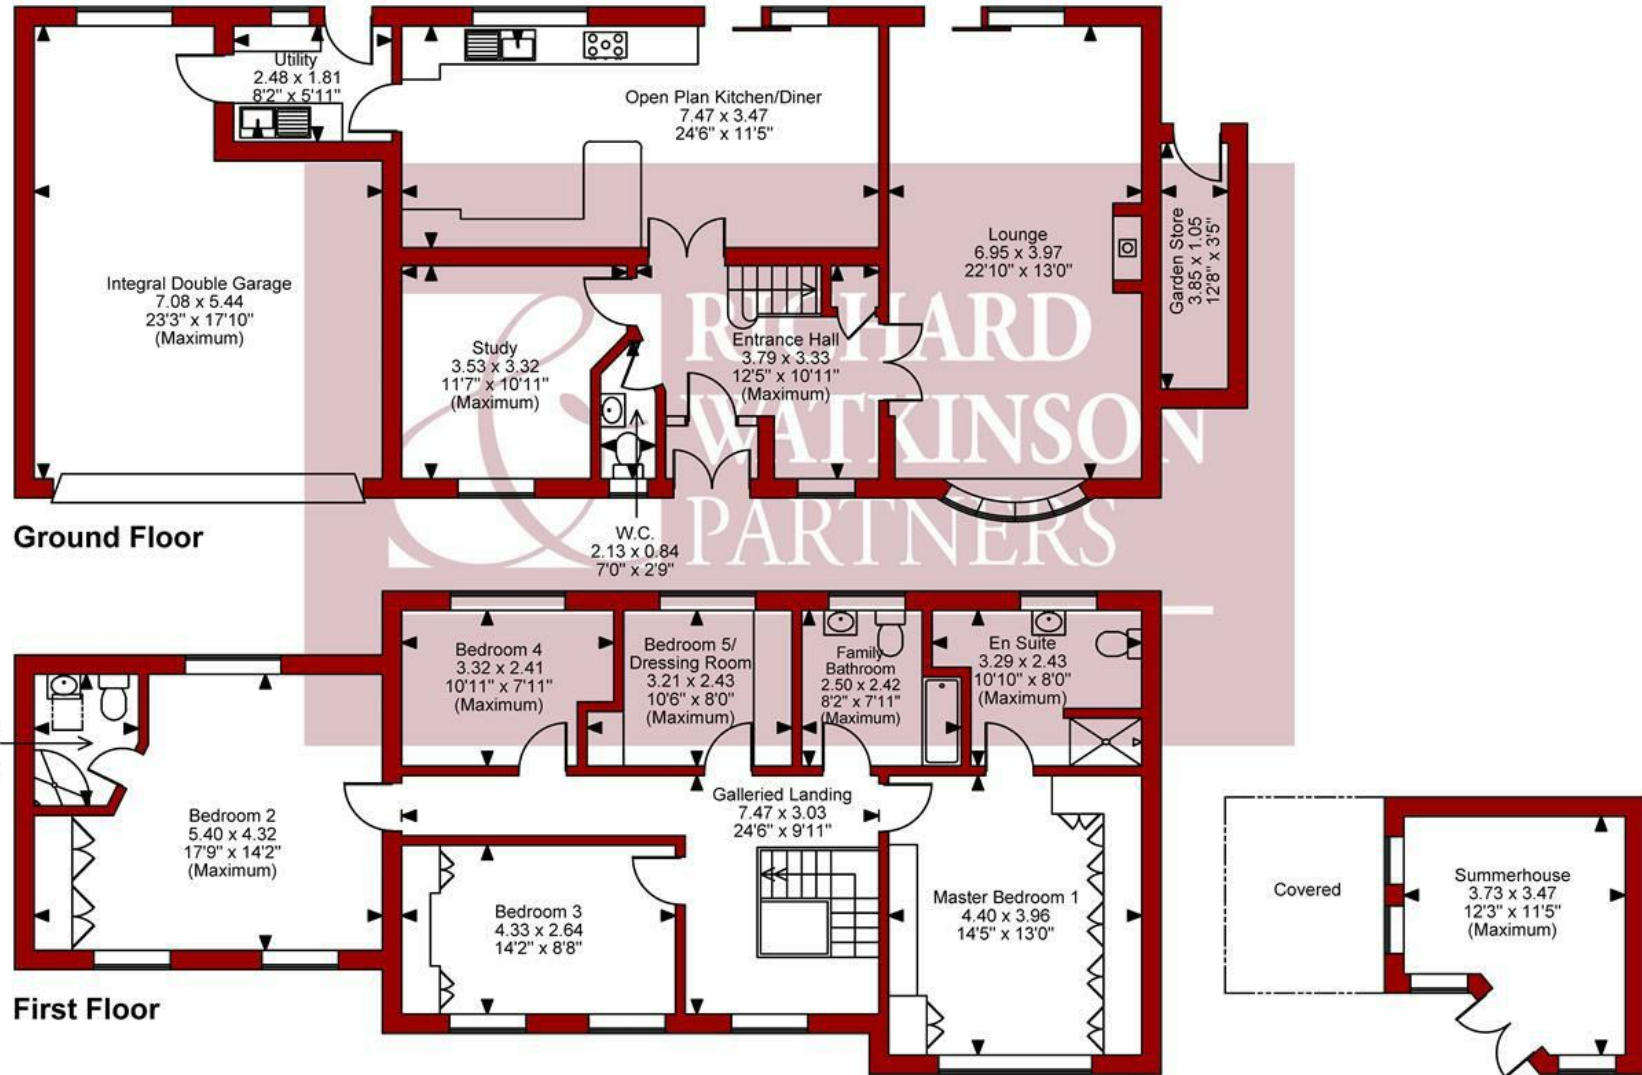 Utility
2.48 x 1.81
8'2" x 5'11"
Open Plan Kitchen/Diner
7.47 x 3.47
24'6" x 11'5"
Integral Double Garage
7.08 x 5.44
23'3" x 17'10"
(Maximum)
Study
3.53 x 3.32
11'7" x 10'11"
(Maximum)
Entrance Hall
3.79 x 3.33
12'5" x 10'11"
(Maximum)
Lounge
6.95 x 3.97
22'10" x 13'0"
Garden Store
3.85 x 1.05
12'8" x 3'5"
RICHARD
WATKINSON
PARTNERS
&
W.C.
2.13 x 0.84
7'0" x 2'9"
Ground Floor
Bedroom 4
3.32 x 2.41
10'11" x 7'11"
(Maximum)
Bedroom 5/
Dressing Room
3.21 x 2.43
10'6" x 8'0"
(Maximum)
Family
Bathroom
2.50 x 2.42
8'2" x 7'11"
(Maximum)
En Suite
3.29 x 2.43
10'10" x 8'0"
(Maximum)
Bedroom 2
5.40 x 4.32
17'9" x 14'2"
(Maximum)
Galleried Landing
7.47 x 3.03
24'6" x 9'11"
Bedroom 3
4.33 x 2.64
14'2" x 8'8"
Master Bedroom 1
4.40 x 3.96
14'5" x 13'0"
Covered
Summerhouse
3.73 x 3.47
12'3" x 11'5"
(Maximum)
First Floor